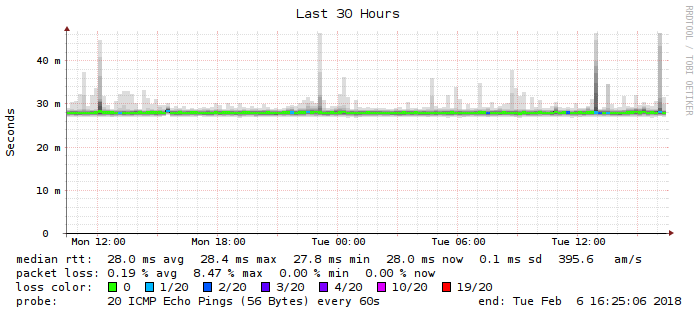 Last 30 Hours
RRDTOOL / TOBI OETIKER
Seconds
40 m
30 m
20 m
10 m
0
Mon 12:00 Mon 18:00 Tue 00:00 Tue 06:00 Tue 12:00
median rtt: 28.0 ms avg 28.4 ms max 27.8 ms min 28.0 ms now 0.1 ms sd 395.6 am/s
packet loss: 0.19 % avg 8.47 % max 0.00 % min 0.00 % now
loss color: 0 1/20 2/20 3/20 4/20 10/20 19/20
probe: 20 ICMP Echo Pings (56 Bytes) every 60s end: Tue Feb 6 16:25:06 2018